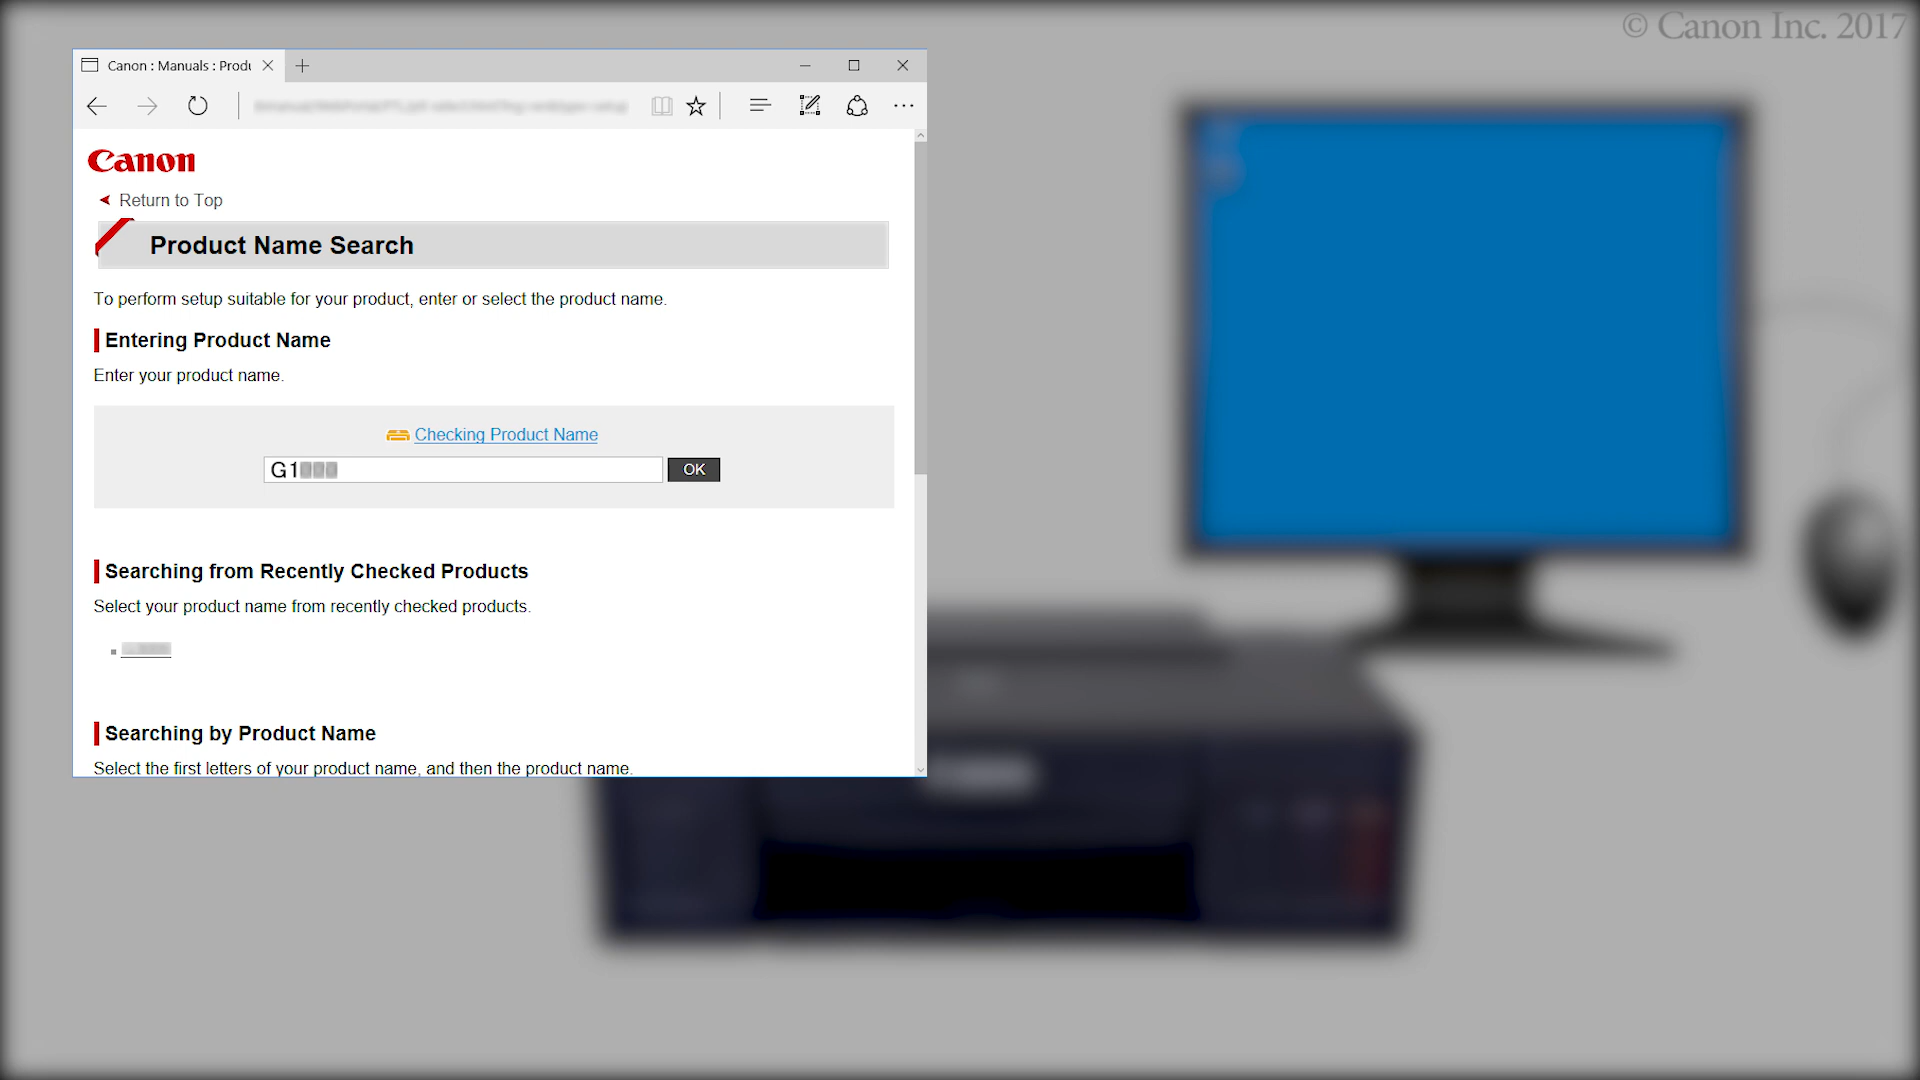 © Canon Inc. 2017
Canon : Manuals : Produ
Canon
Return to Top
Product Name Search
To perform setup suitable for your product, enter or select the product name.
Entering Product Name
Enter your product name.
Checking Product Name
G1
OK
Searching from Recently Checked Products
Select your product name from recently checked products.
Searching by Product Name
Select the first letters of your product name, and then the product name.